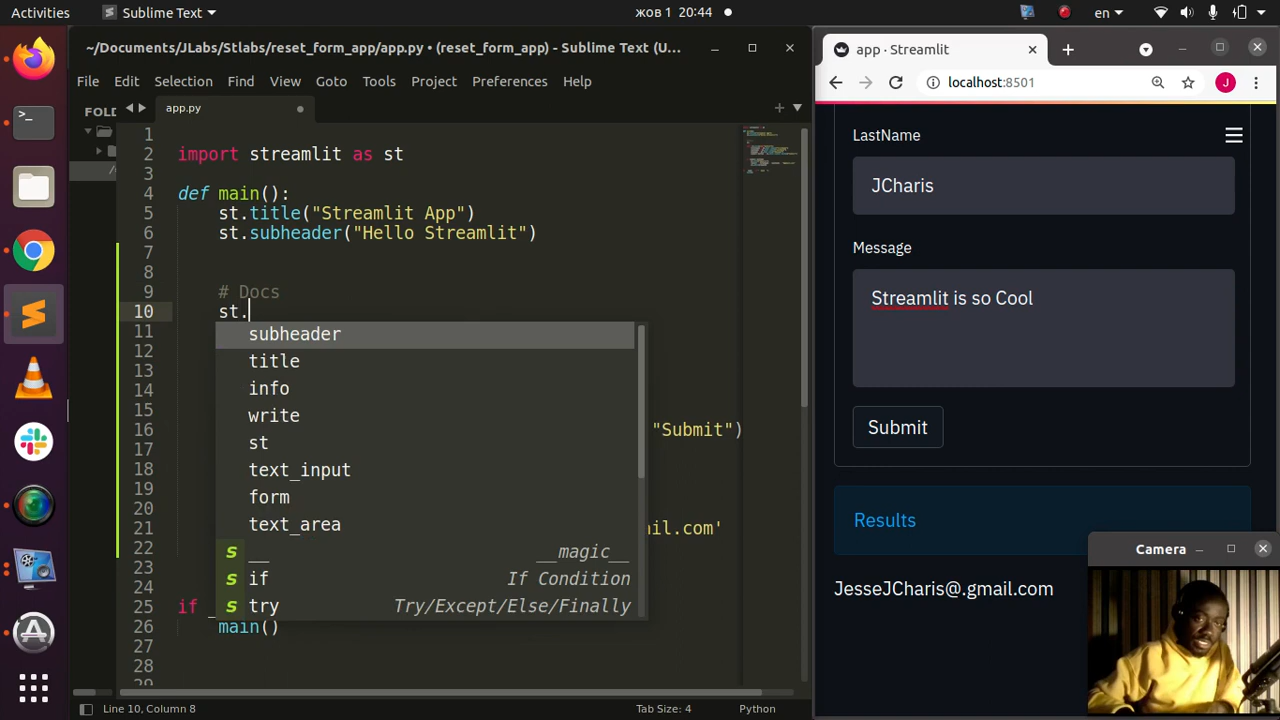 Activities
Sublime Text
жов 1 20:44
en
~/Documents/JLabs/Stlabs/reset_form_app/app.py • (reset_form_app) - Sublime Text (U...
File Edit Selection Find View Goto Tools Project Preferences Help
FOLD
app.py
1
2 import streamlit as st
3
4 def main():
5 st.title("Streamlit App")
6 st.subheader("Hello Streamlit")
7
8
9 # Docs
10 st.
11
12
13
14
15
16 "Submit")
17
18
19
20
21 il.com'
22
23
24
25 if _
26 main()
27
28
29
subheader
title
info
write
st
text_input
form
text_area
s __ __magic__
s if If Condition
s try Try/Except/Else/Finally
Line 10, Column 8
Tab Size: 4
Python
app · Streamlit
localhost:8501
J
LastName
JCharis
Message
Streamlit is so Cool
Submit
Results
JesseJCharis@.gmail.com
Camera